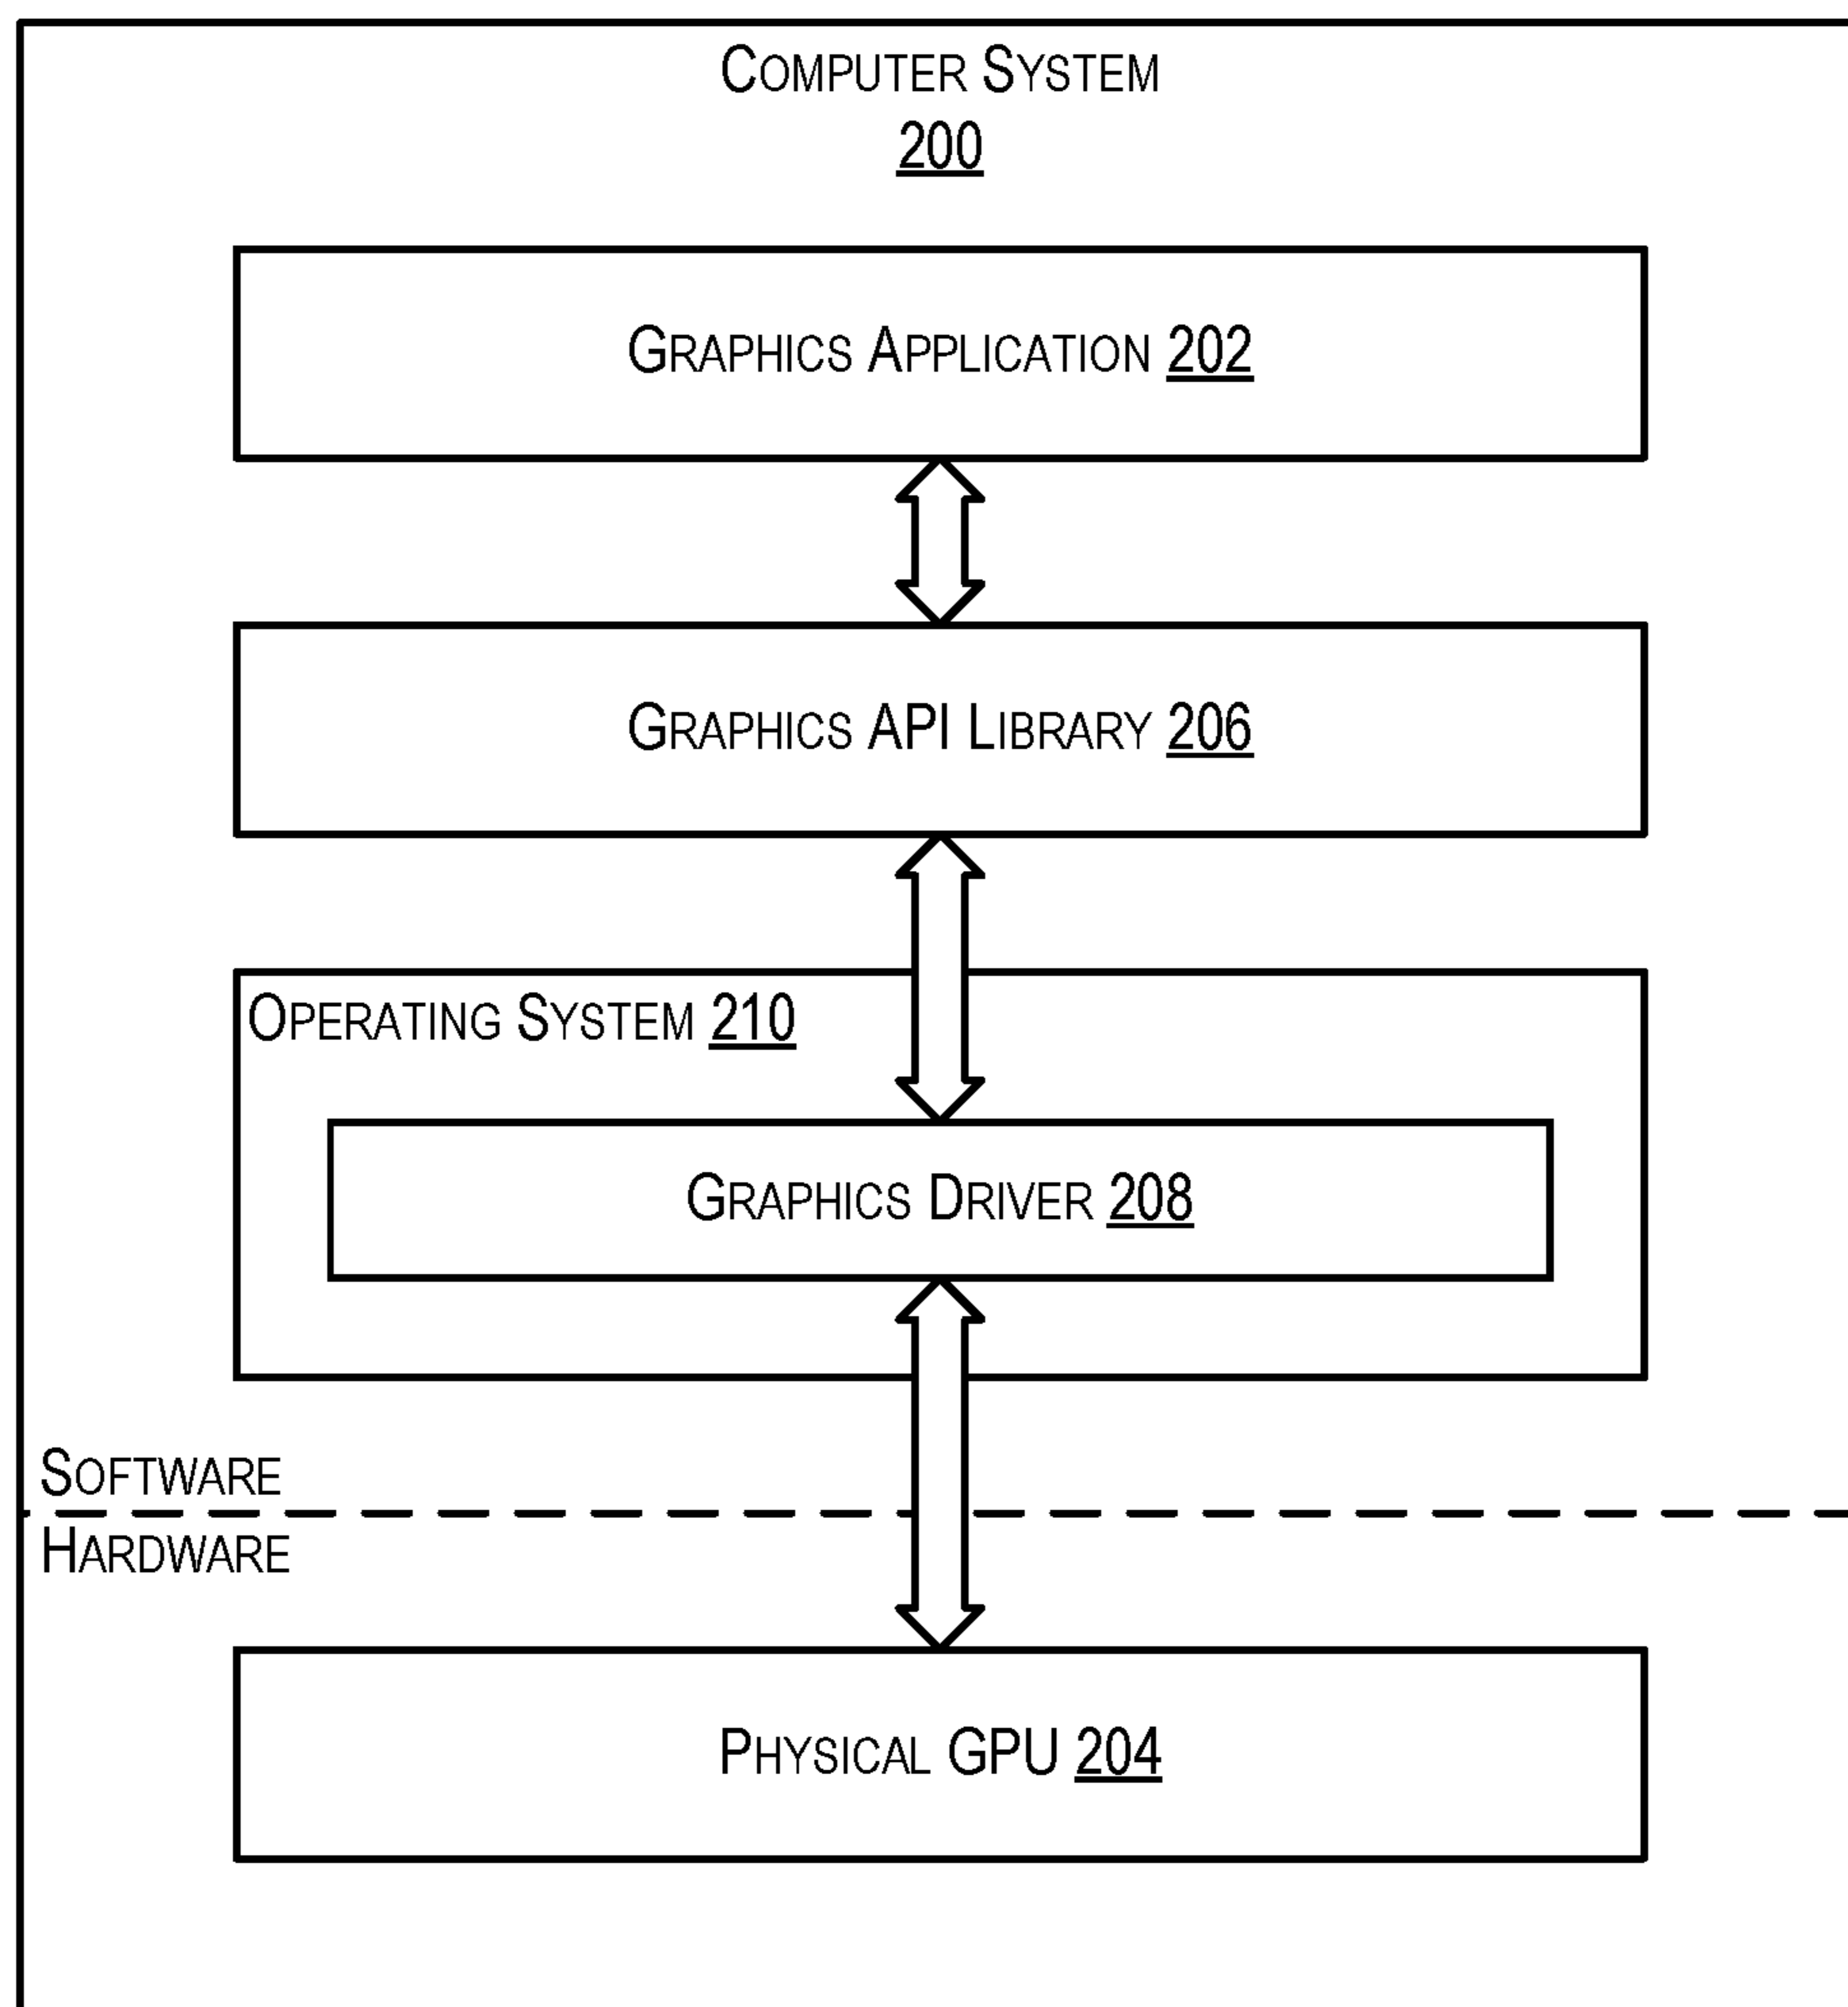 Computer System
200
Graphics Application 202
Graphics API Library 206
Operating System 210
Graphics Driver 208
Software
Hardware
Physical GPU 204